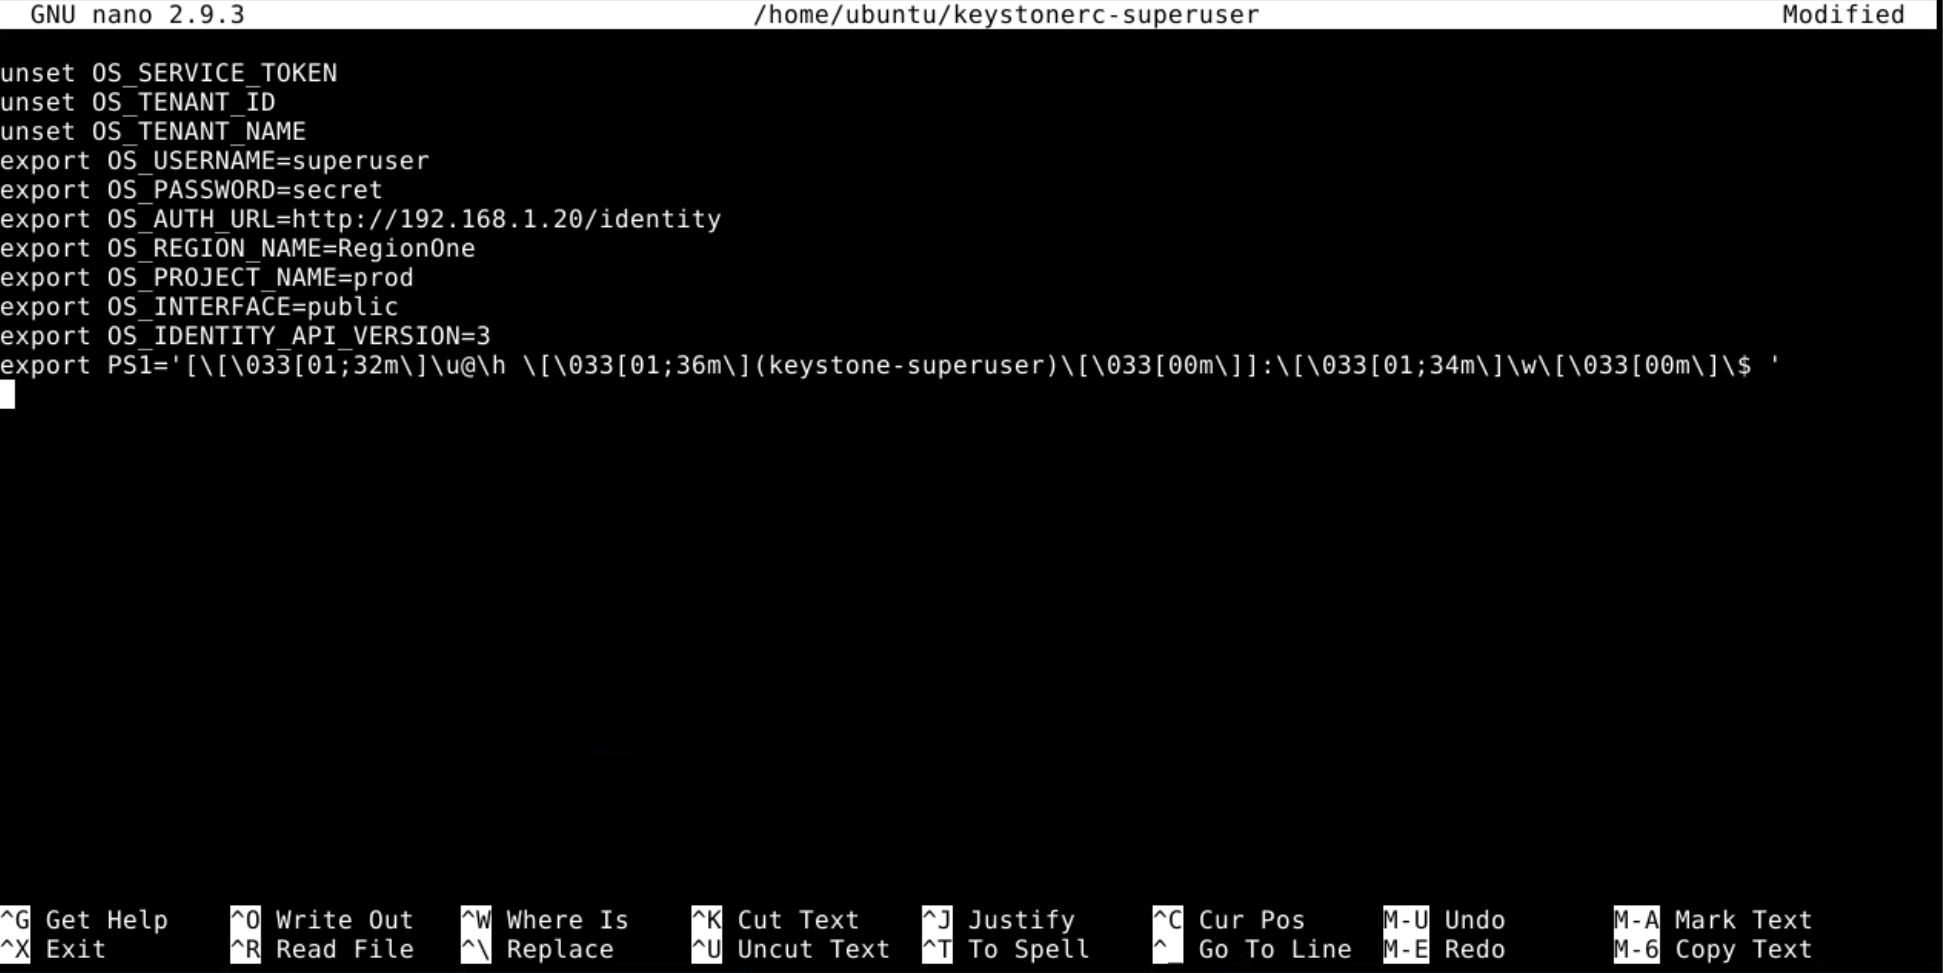 GNU nano 2.9.3 /home/ubuntu/keystonerc-superuser Modified
unset OS_SERVICE_TOKEN
unset OS_TENANT_ID
unset OS_TENANT_NAME
export OS_USERNAME=superuser
export OS_PASSWORD=secret
export OS_AUTH_URL=http://192.168.1.20/identity
export OS_REGION_NAME=RegionOne
export OS_PROJECT_NAME=prod
export OS_INTERFACE=public
export OS_IDENTITY_API_VERSION=3
export PS1='[\[\033[01;32m\]\u@\h \[\033[01;36m\](keystone-superuser)\[\033[00m\]]:\[\033[01;34m\]\w\[\033[00m\]\$ '
^G Get Help ^O Write Out ^W Where Is ^K Cut Text ^J Justify ^C Cur Pos M-U Undo M-A Mark Text
^X Exit ^R Read File ^\ Replace ^U Uncut Text ^T To Spell ^_ Go To Line M-E Redo M-6 Copy Text